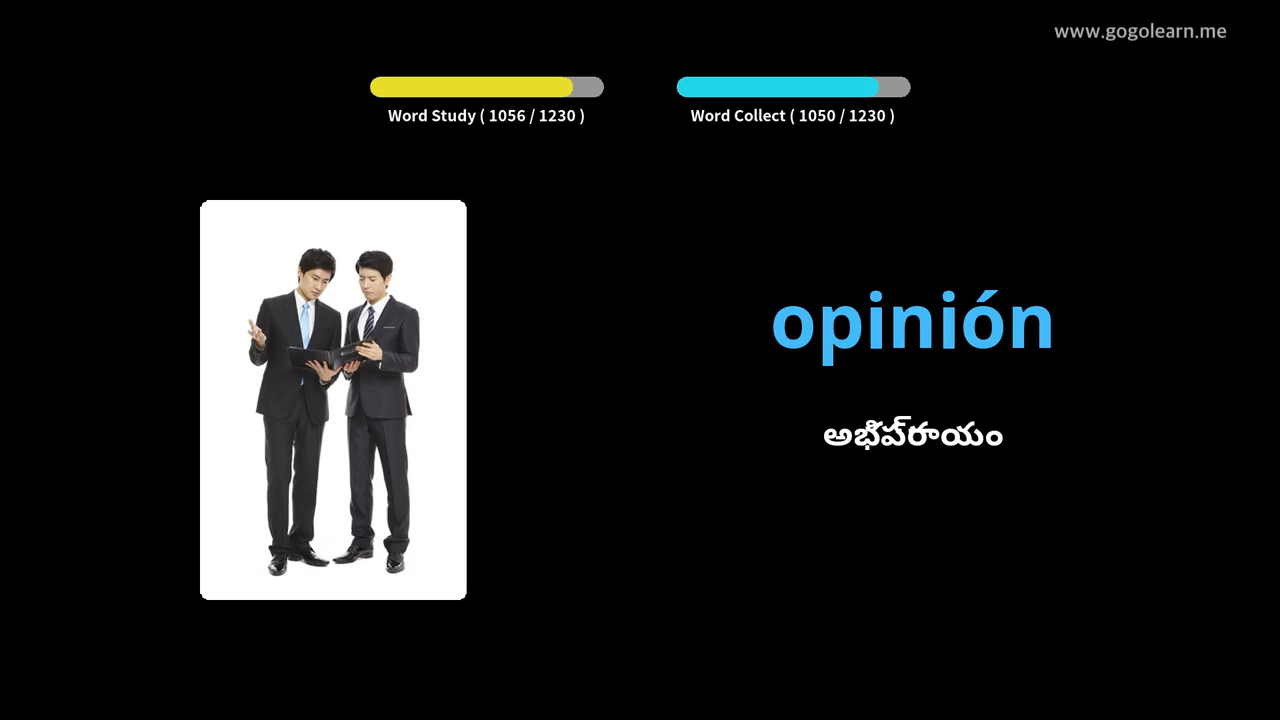 www.gogolearn.me
Word Study ( 1056 / 1230 )
Word Collect ( 1050 / 1230 )
opinión
అభిప్రాయం